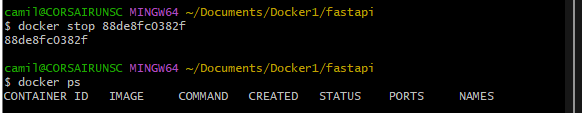 camil@CORSAIRUNSC MINGW64 ~/Documents/Docker1/fastapi
$ docker stop 88de8fc0382f
88de8fc0382f
camil@CORSAIRUNSC MINGW64 ~/Documents/Docker1/fastapi
$ docker ps
CONTAINER ID   IMAGE     COMMAND   CREATED   STATUS    PORTS     NAMES